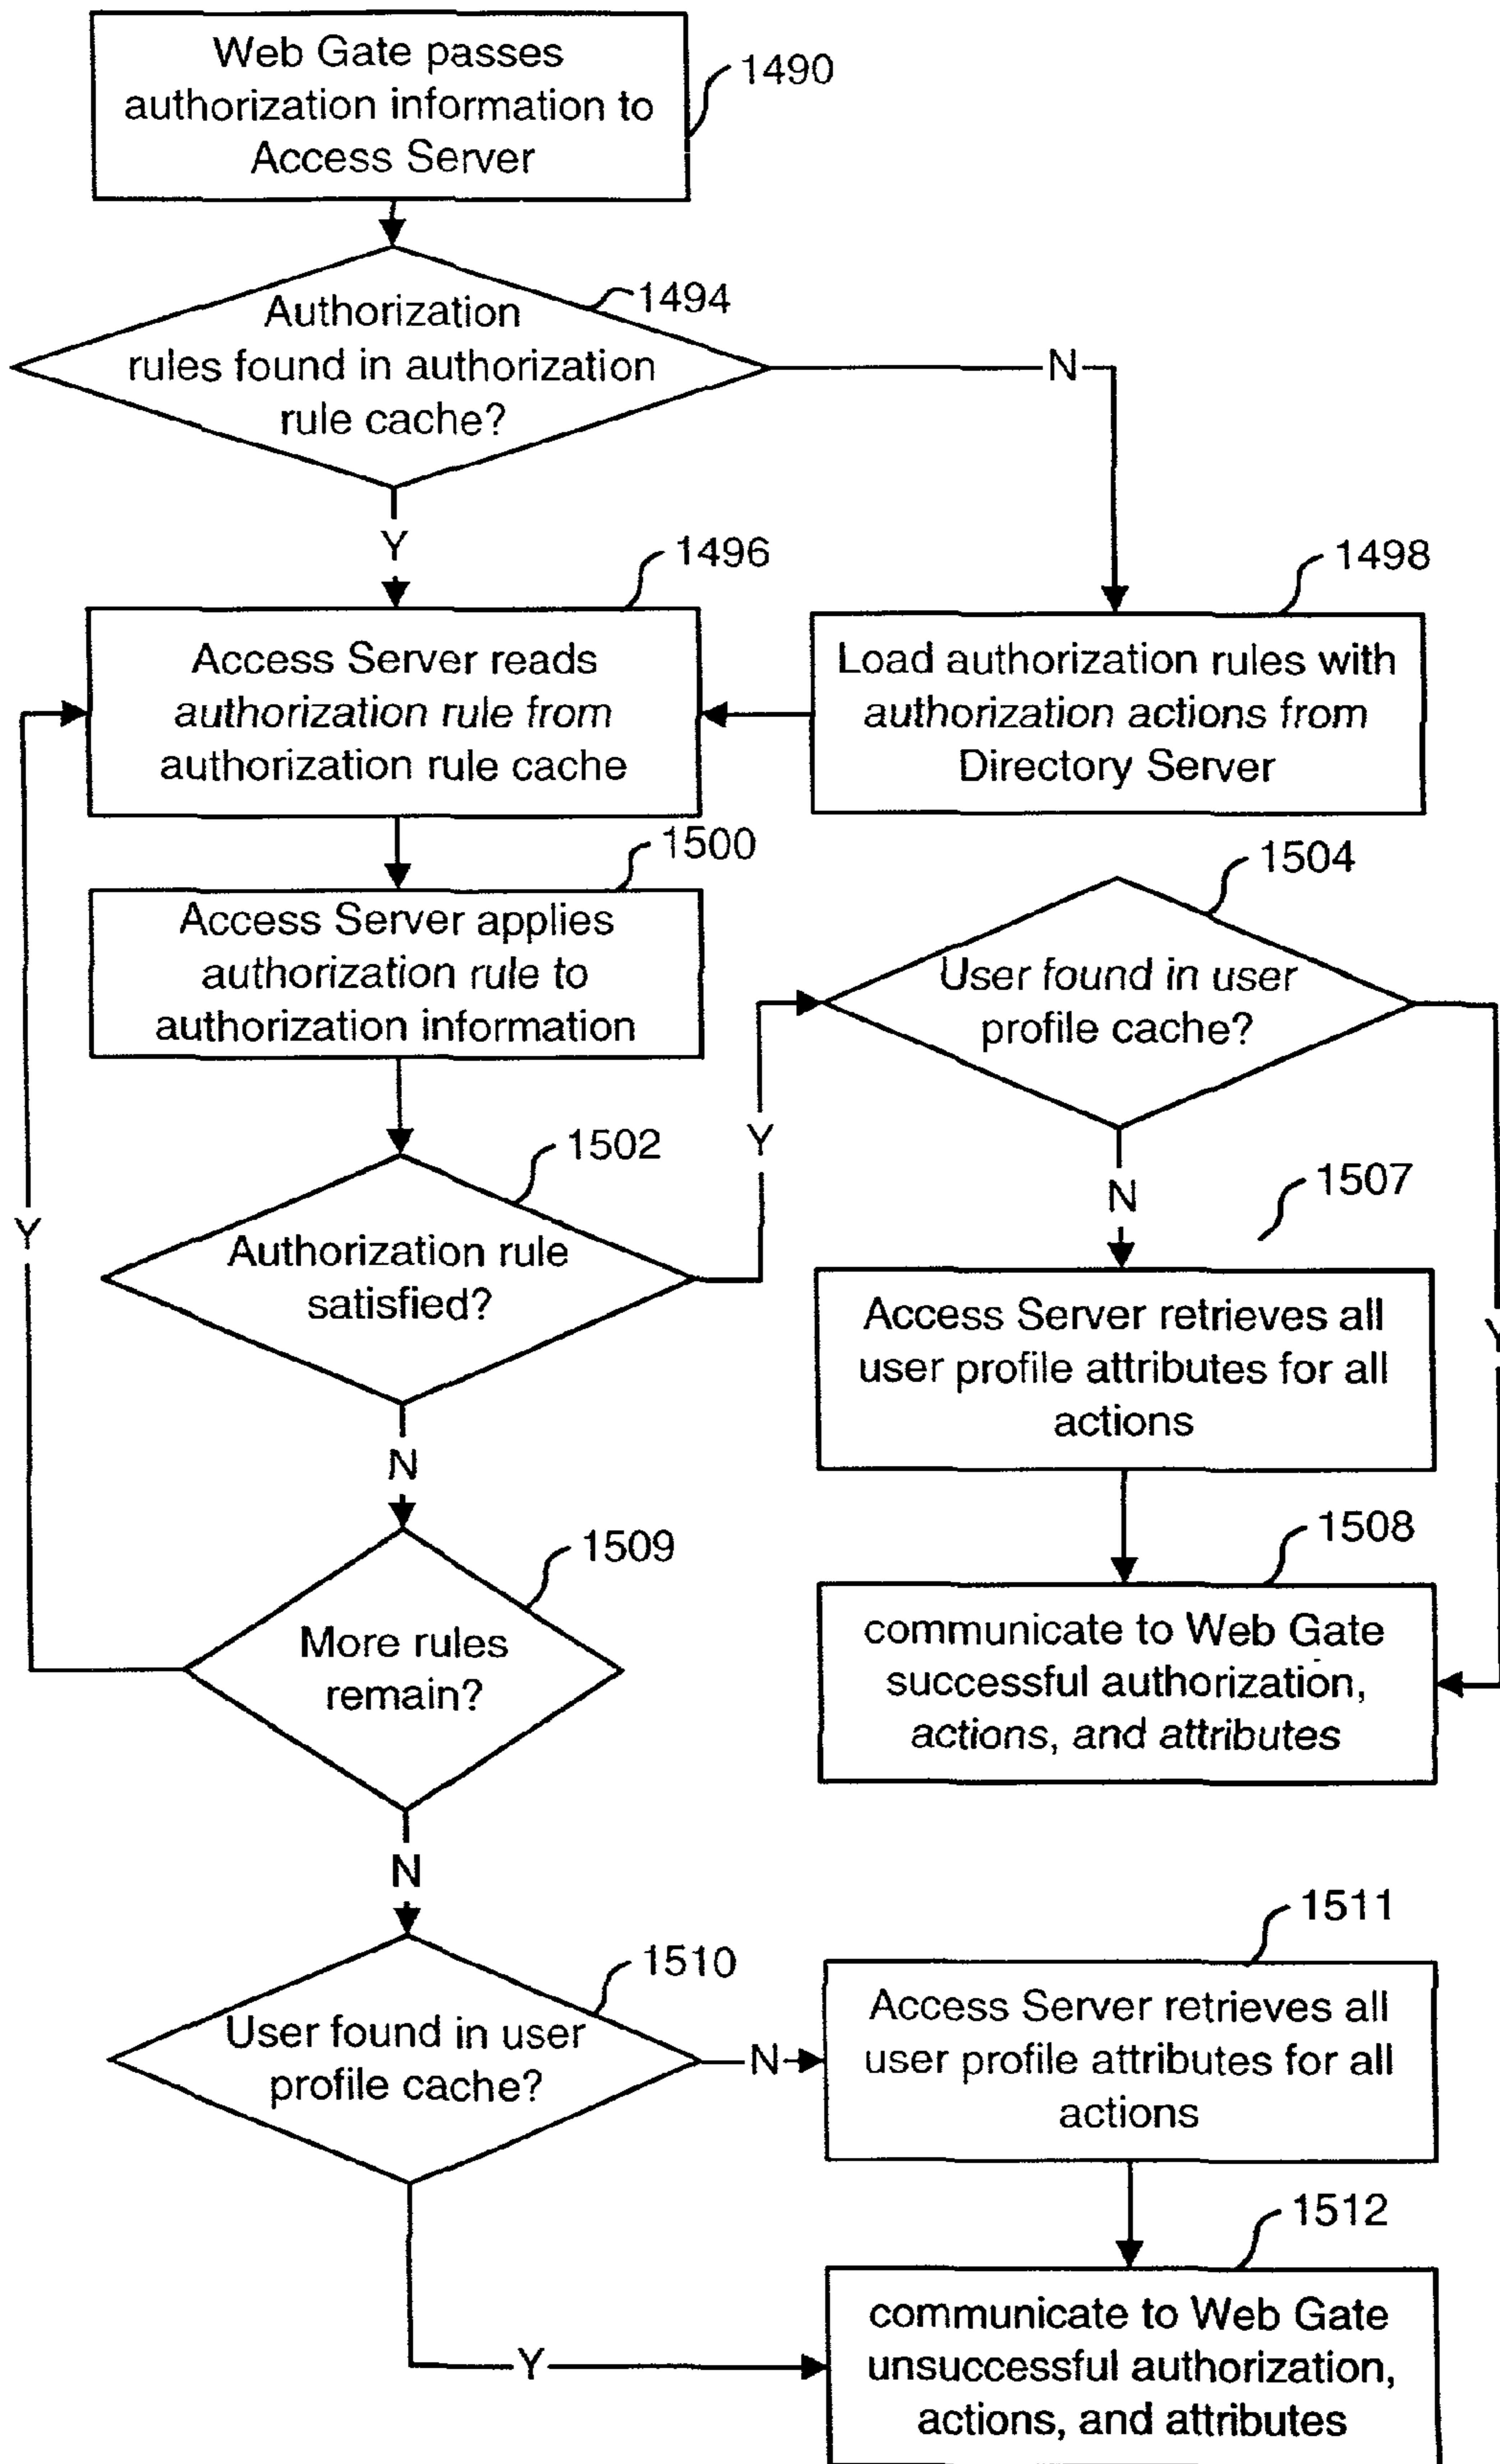 Web Gate passes
authorization information to
Access Server
1490
Authorization
rules found in authorization
rule cache?
1494
N
Y
1496
Access Server reads
authorization rule from
authorization rule cache
1498
Load authorization rules with
authorization actions from
Directory Server
1500
Access Server applies
authorization rule to
authorization information
1504
User found in user
profile cache?
Y
1502
Authorization rule
satisfied?
Y
N
1507
Access Server retrieves all
user profile attributes for all
actions
Y
N
1508
communicate to Web Gate
successful authorization,
actions, and attributes
1509
More rules
remain?
N
1510
User found in user
profile cache?
N
1511
Access Server retrieves all
user profile attributes for all
actions
Y
1512
communicate to Web Gate
unsuccessful authorization,
actions, and attributes